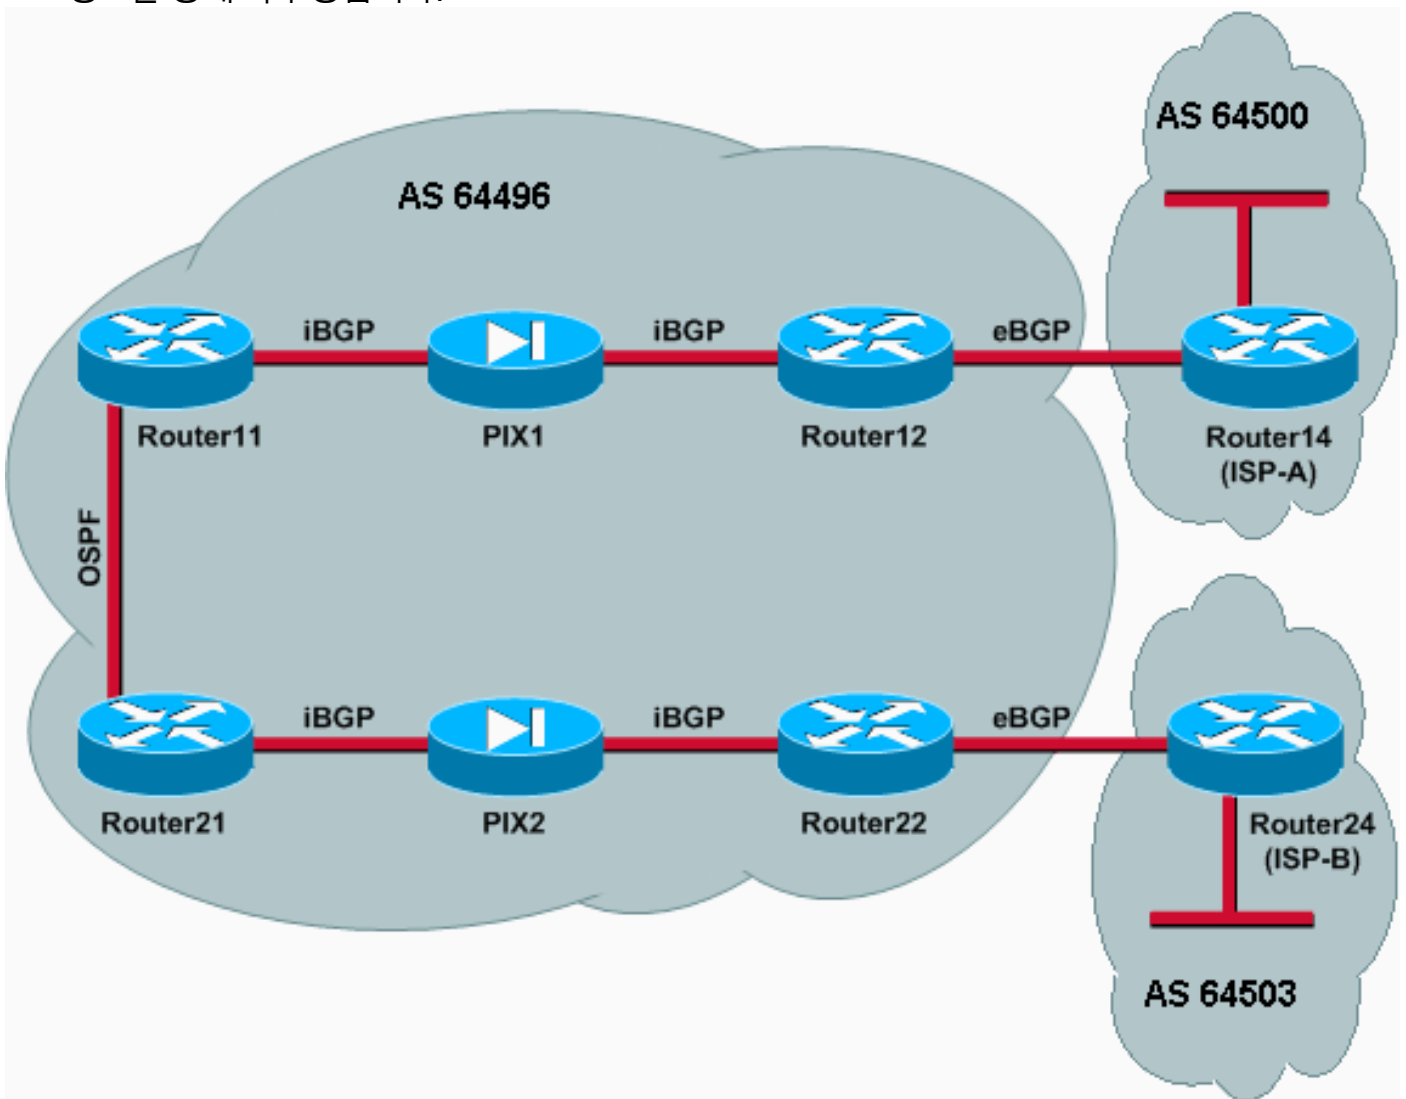 AS 64500
AS 64496
iBGP
iBGP
eBGP
Router11
PIX1
Router12
Router14
(ISP-A)
OSPF
iBGP
iBGP
eBGP
Router21
PIX2
Router22
Router24
(ISP-B)
AS 64503